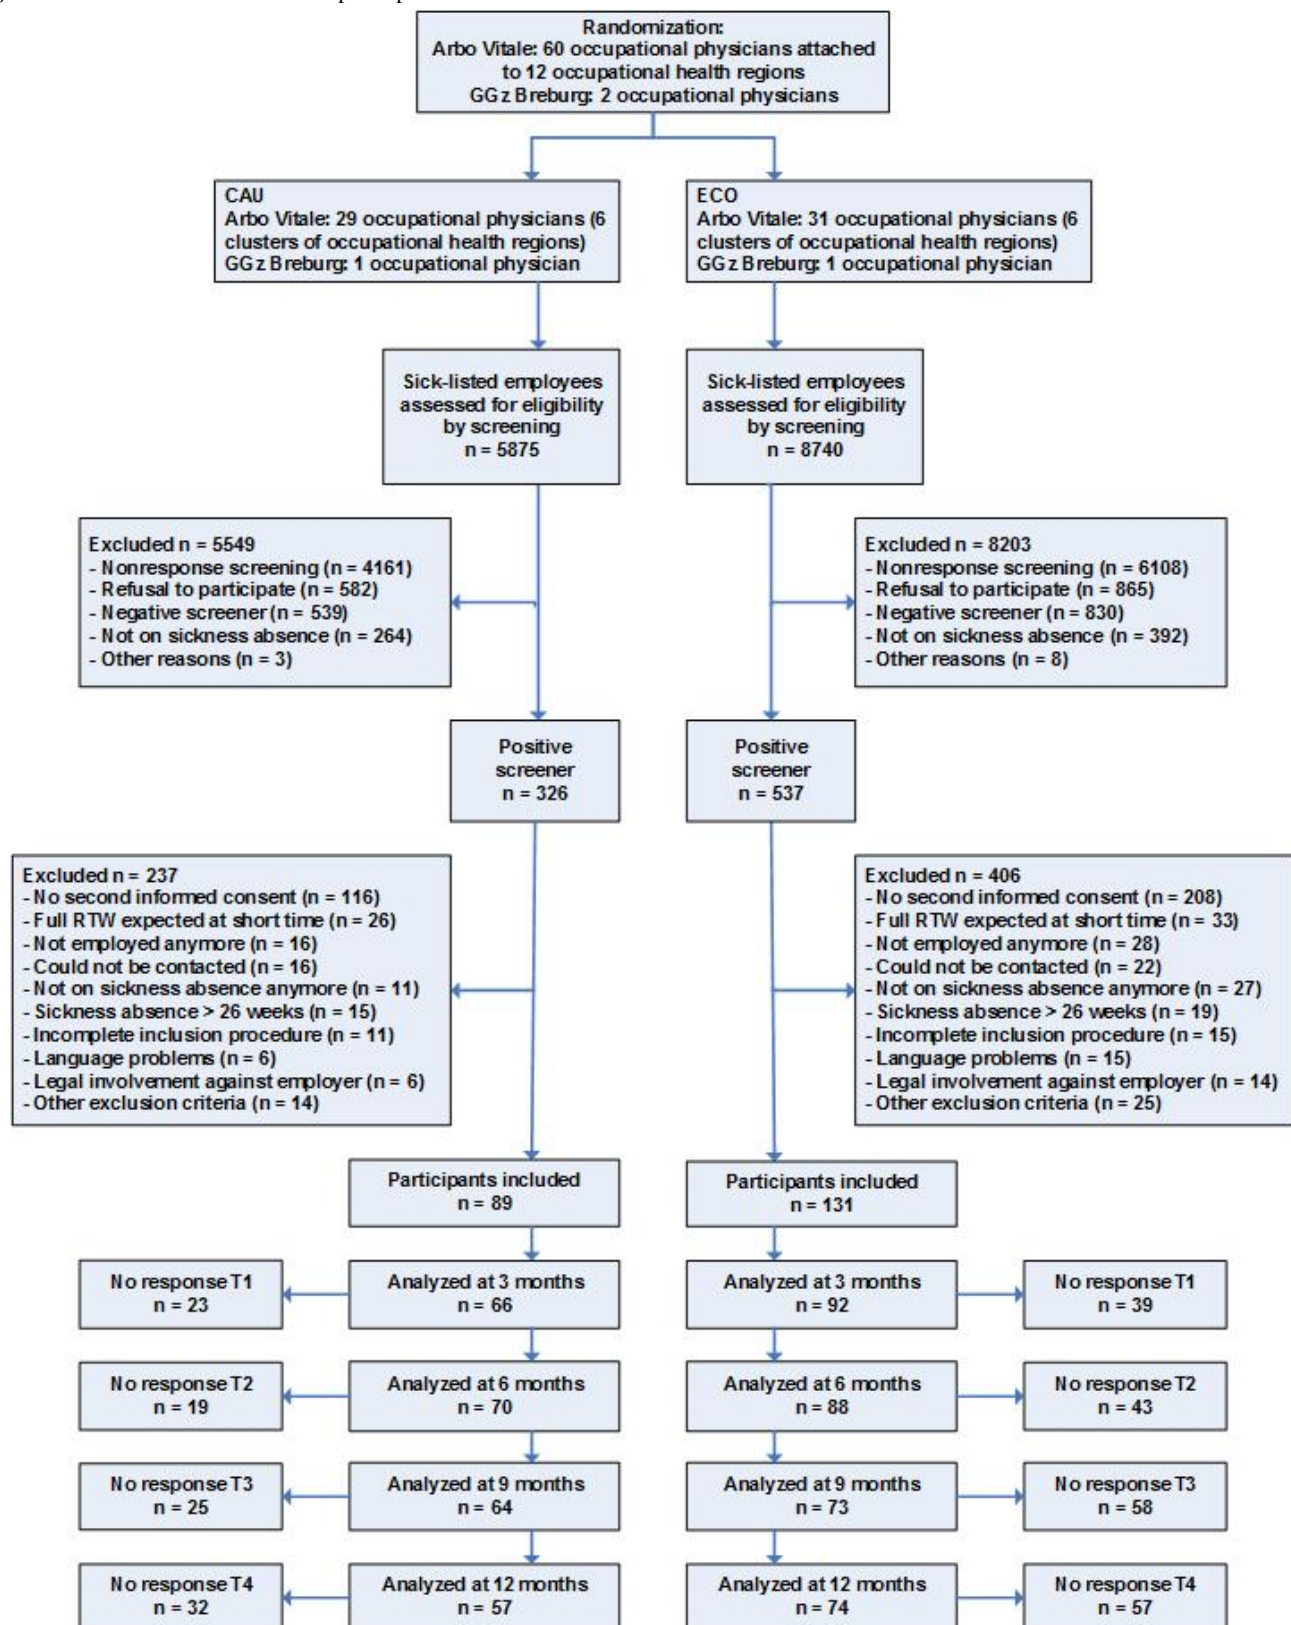 Randomization:
Arbo Vitale: 60 occupational physicians attached
to 12 occupational health regions
GGz Breburg: 2 occupational physicians
CAU
Arbo Vitale: 29 occupational physicians (6
clusters of occupational health regions)
GGz Breburg: 1 occupational physician
ECO
Arbo Vitale: 31 occupational physicians (6
clusters of occupational health regions)
GGz Breburg: 1 occupational physician
Sick-listed employees
assessed for eligibility
by screening
n = 5875
Sick-listed employees
assessed for eligibility
by screening
n = 8740
Excluded n = 5549
- Nonresponse screening (n = 4161)
- Refusal to participate (n = 582)
- Negative screener (n = 539)
- Not on sickness absence (n = 264)
- Other reasons (n = 3)
Excluded n = 8203
- Nonresponse screening (n = 6108)
- Refusal to participate (n = 865)
- Negative screener (n = 830)
- Not on sickness absence (n = 392)
- Other reasons (n = 8)
Positive
screener
n = 326
Positive
screener
n = 537
Excluded n = 237
- No second informed consent (n = 116)
- Full RTW expected at short time (n = 26)
- Not employed anymore (n = 16)
- Could not be contacted (n = 16)
- Not on sickness absence anymore (n = 11)
- Sickness absence > 26 weeks (n = 15)
- Incomplete inclusion procedure (n = 11)
- Language problems (n = 6)
- Legal involvement against employer (n = 6)
- Other exclusion criteria (n = 14)
Excluded n = 406
- No second informed consent (n = 208)
- Full RTW expected at short time (n = 33)
- Not employed anymore (n = 28)
- Could not be contacted (n = 22)
- Not on sickness absence anymore (n = 27)
- Sickness absence > 26 weeks (n = 19)
- Incomplete inclusion procedure (n = 15)
- Language problems (n = 15)
- Legal involvement against employer (n = 14)
- Other exclusion criteria (n = 25)
Participants included
n = 89
Participants included
n = 131
No response T1
n = 23
Analyzed at 3 months
n = 66
Analyzed at 3 months
n = 92
No response T1
n = 39
No response T2
n = 19
Analyzed at 6 months
n = 70
Analyzed at 6 months
n = 88
No response T2
n = 43
No response T3
n = 25
Analyzed at 9 months
n = 64
Analyzed at 9 months
n = 73
No response T3
n = 58
No response T4
n = 32
Analyzed at 12 months
n = 57
Analyzed at 12 months
n = 74
No response T4
n = 57